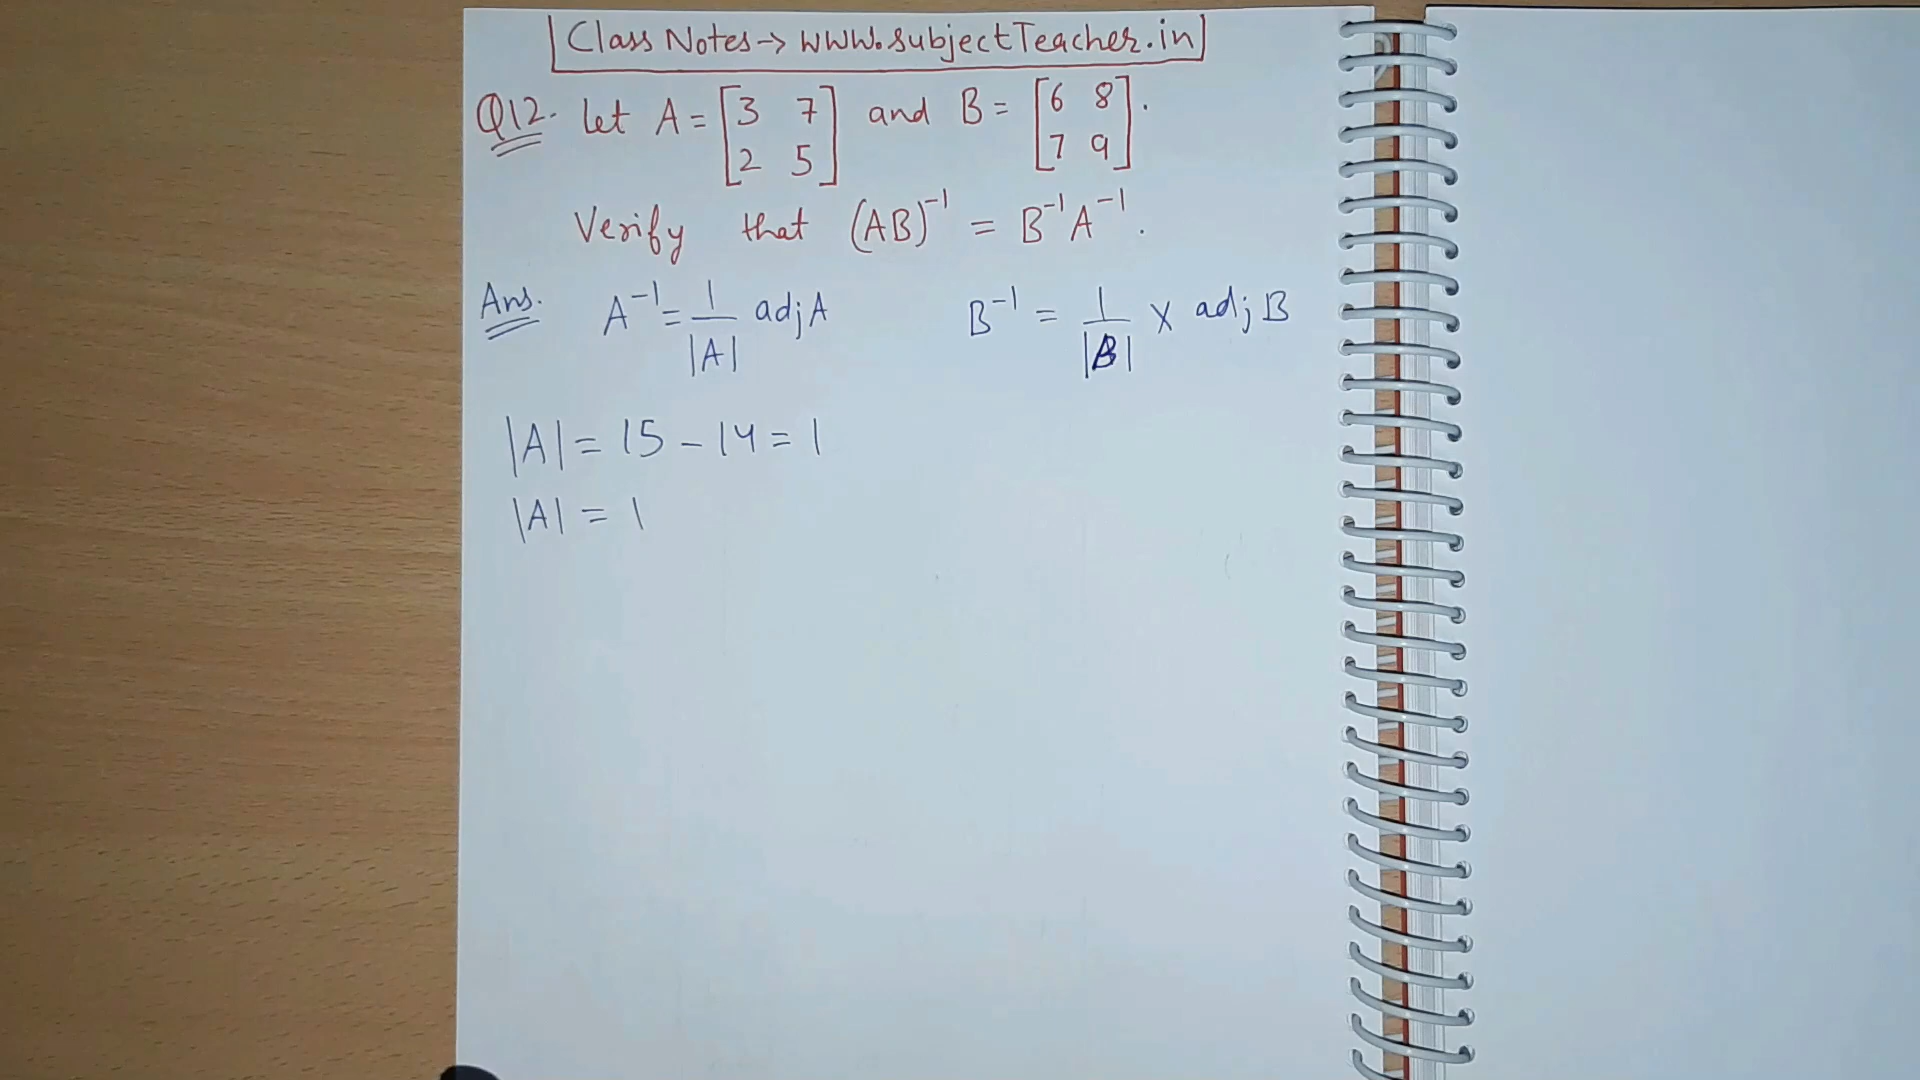 Class Notes → www.subjectTeacher.in
Q12. Let A = [3 7 and B = [6 8
2 5] 7 9].
Verify that (AB)⁻¹ = B⁻¹A⁻¹.
Ans. A⁻¹ = 1/|A| adj A B⁻¹ = 1/|B| × adj B
|A| = 15 - 14 = 1
|A| = 1